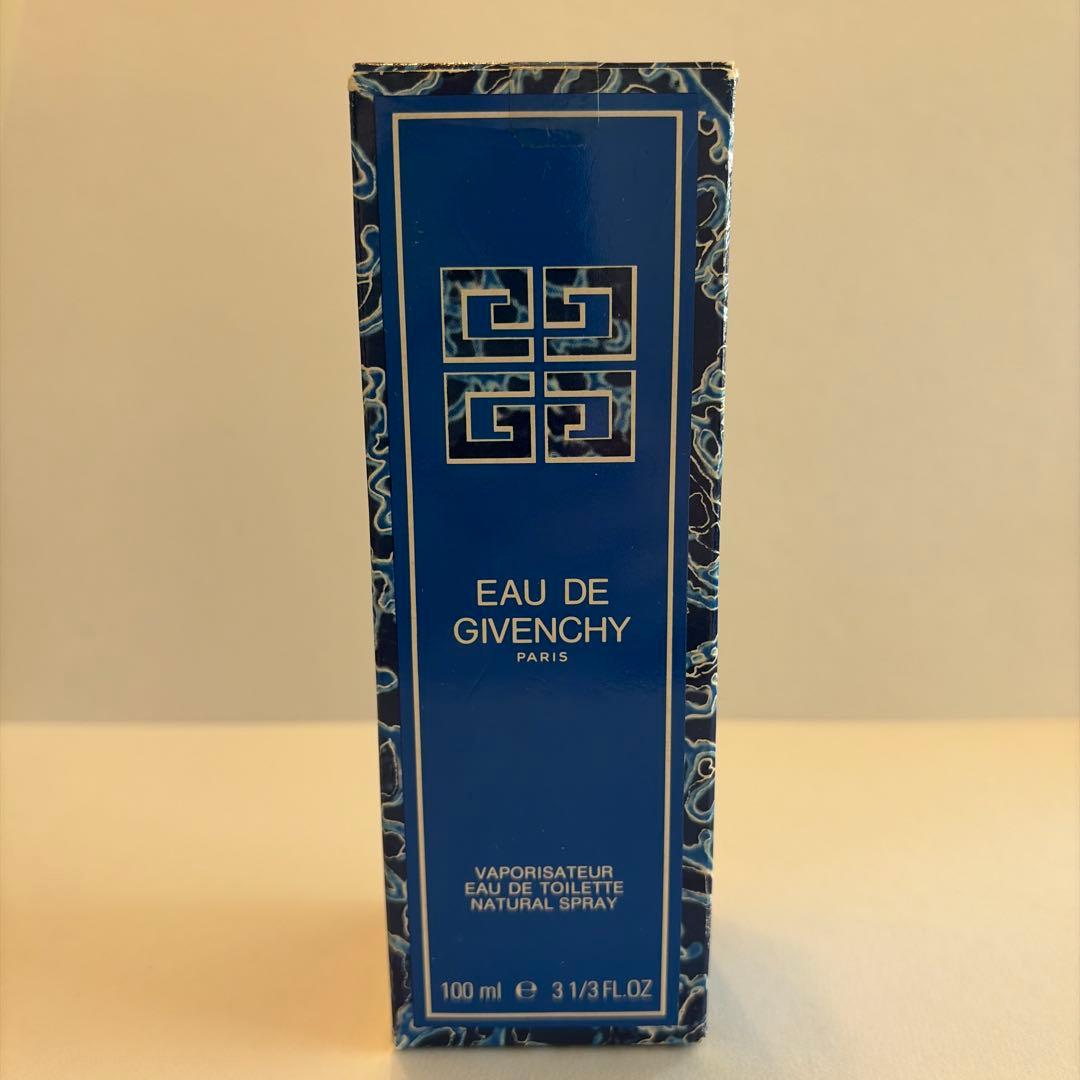 EAU DE
GIVENCHY
PARIS
VAPORISATEUR
EAU DE TOILETTE
NATURAL SPRAY
100 ml ℮ 3 1/3 FL.OZ